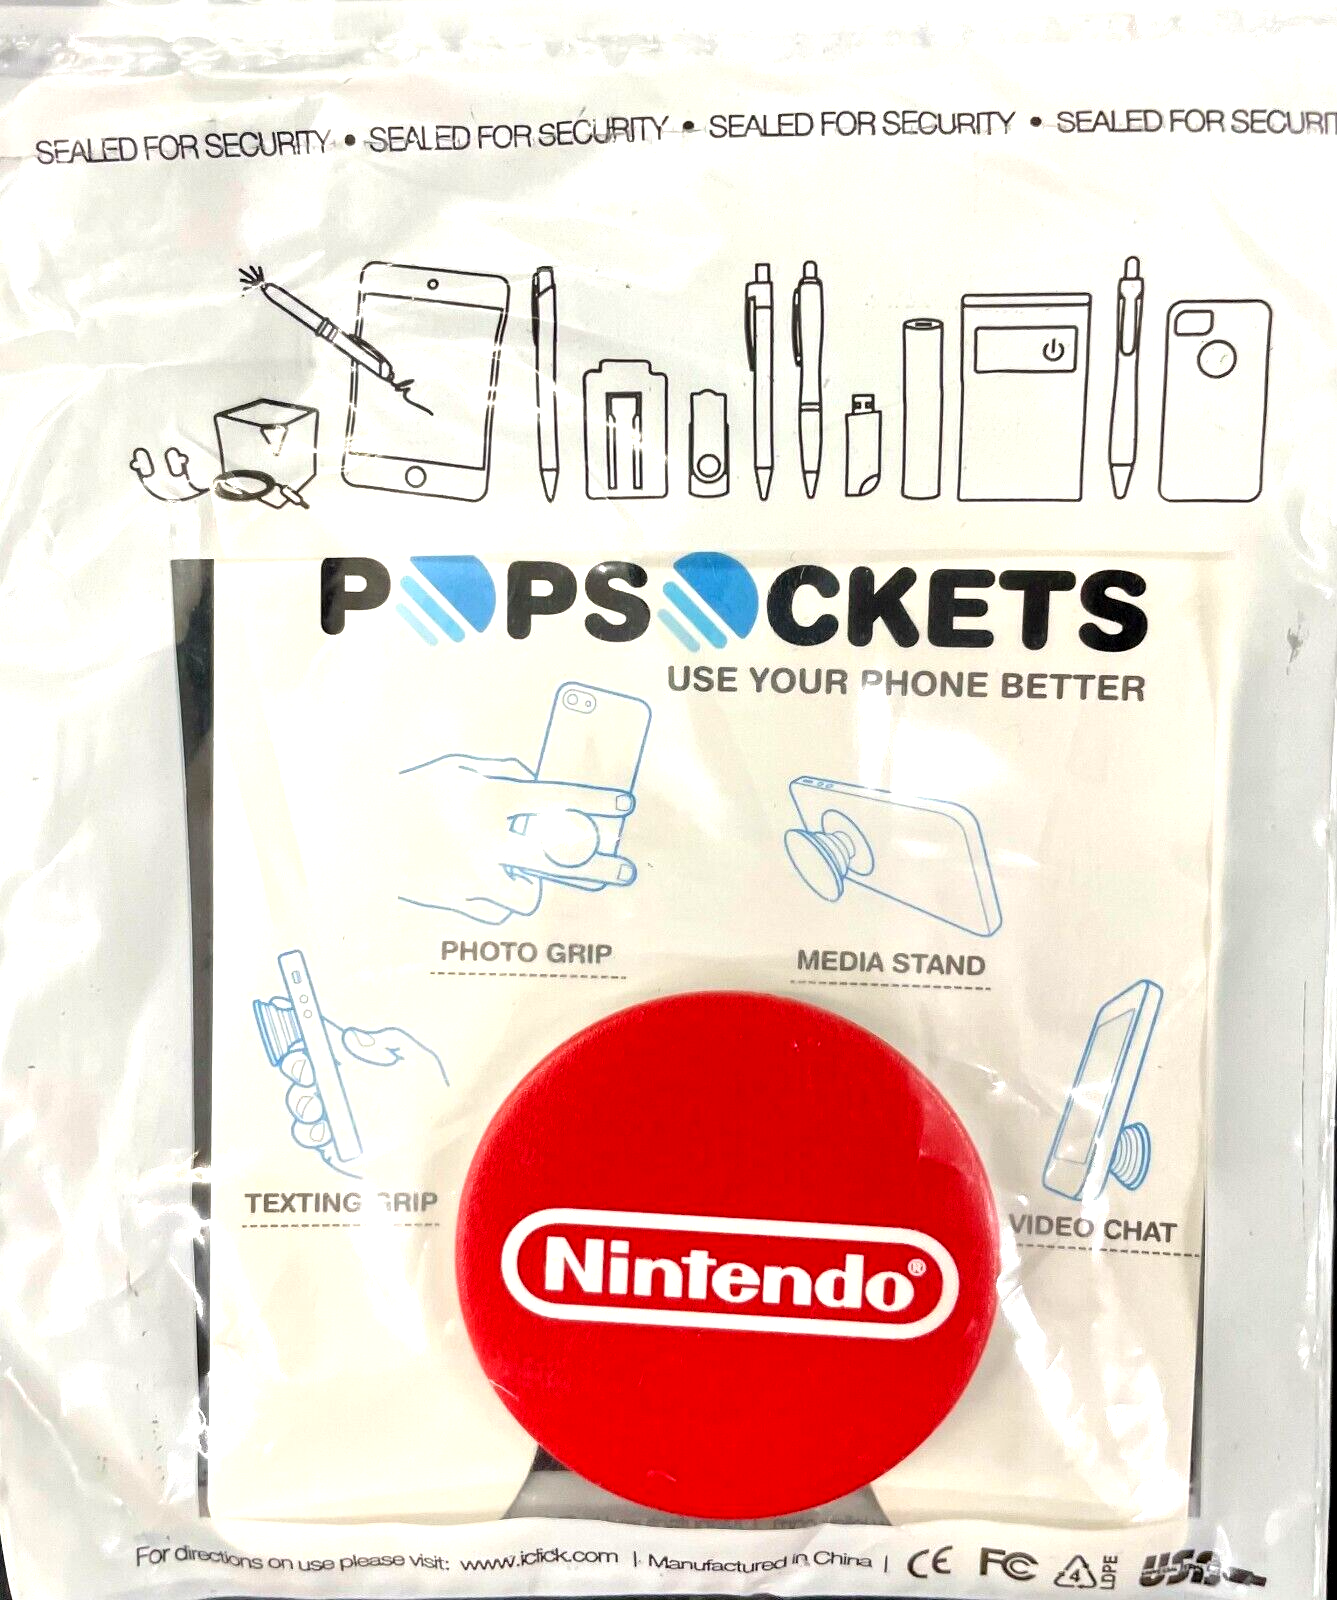 SEALED FOR SECURITY • SEALED FOR SECURITY • SEALED FOR SECURITY • SEALED FOR SECURIT
POPSOCKETS
USE YOUR PHONE BETTER
PHOTO GRIP
MEDIA STAND
TEXTING GRIP
VIDEO CHAT
Nintendo®
For directions on use please visit: www.iclick.com | Manufactured in China | CE FC 4 LDPE USB